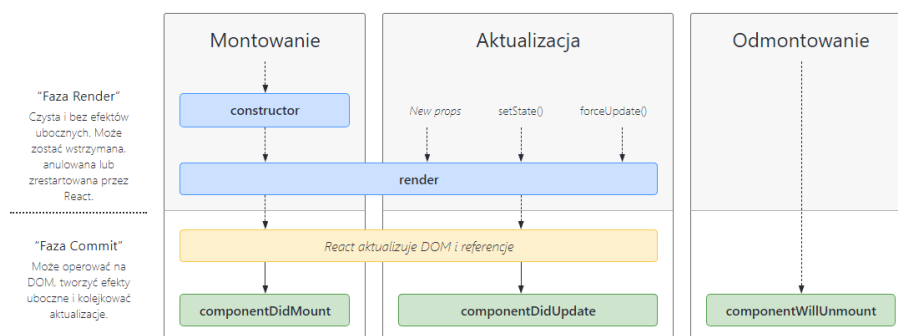 Montowanie
Aktualizacja
Odmontowanie
“Faza Render”
Czysta i bez efektów
ubocznych. Może
zostać wstrzymana,
anulowana lub
zrestartowana przez
React.
constructor
New props
setState()
forceUpdate()
render
“Faza Commit”
Może operować na
DOM, tworzyć efekty
uboczne i kolejkować
aktualizacje.
React aktualizuje DOM i referencje
componentDidMount
componentDidUpdate
componentWillUnmount